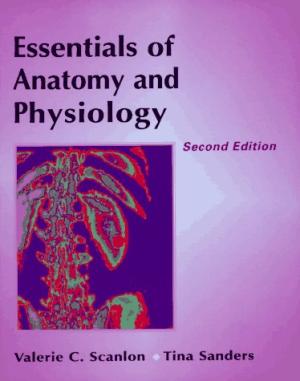 Essentials of
Anatomy and
Physiology
Second Edition
Valerie C. Scanlon ◆ Tina Sanders